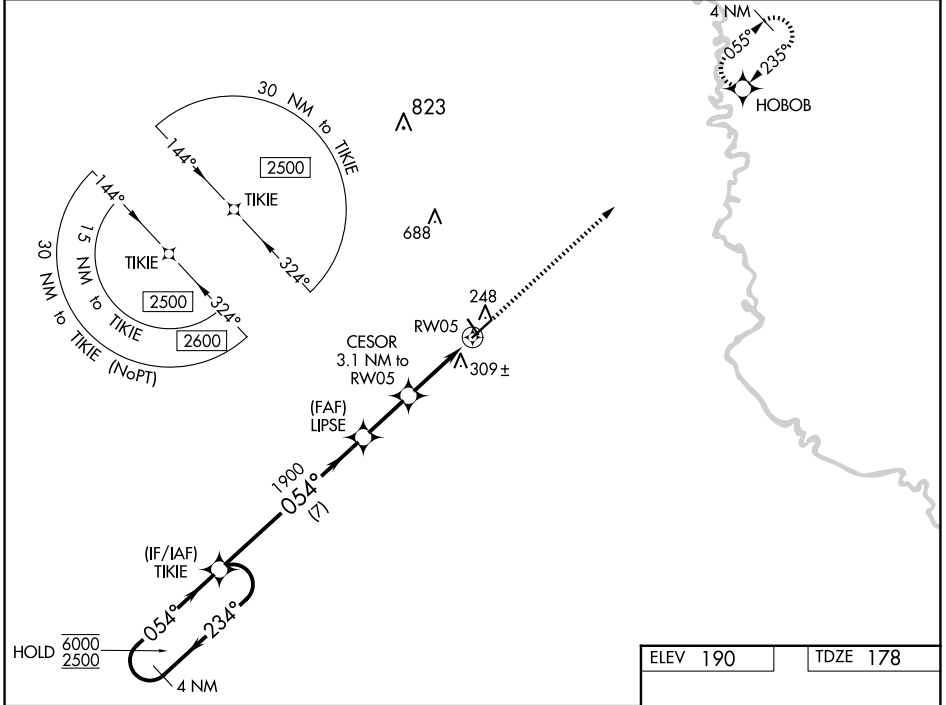 4 NM
055°
235°
HOBOB
30 NM to TIKIE
823
144°
2500
TIKIE
324°
688
144°
15 NM to TIKIE
30 NM to TIKIE (NoPT)
TIKIE
2500
324°
2600
248
RW05
309±
CESOR
3.1 NM to
RW05
(FAF)
LIPSE
1900
054°
(7)
(IF/IAF)
TIKIE
054°
234°
HOLD 6000
2500
4 NM
ELEV 190
TDZE 178